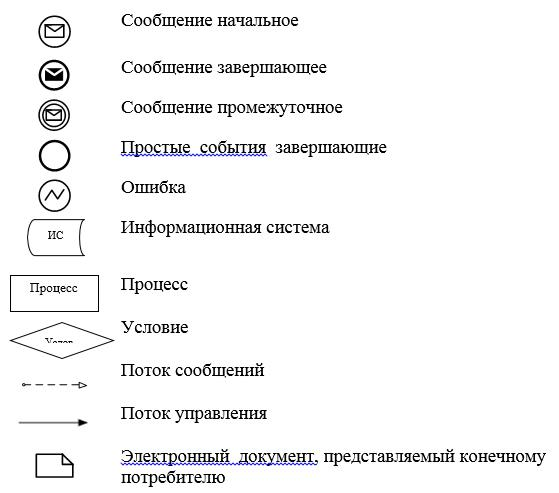 Сообщение начальное
Сообщение завершающее
Сообщение промежуточное
Простые события завершающие
Ошибка
ИС
Информационная система
Процесс
Процесс
Условие
Поток сообщений
Поток управления
Электронный документ, представляемый конечному
потребителю